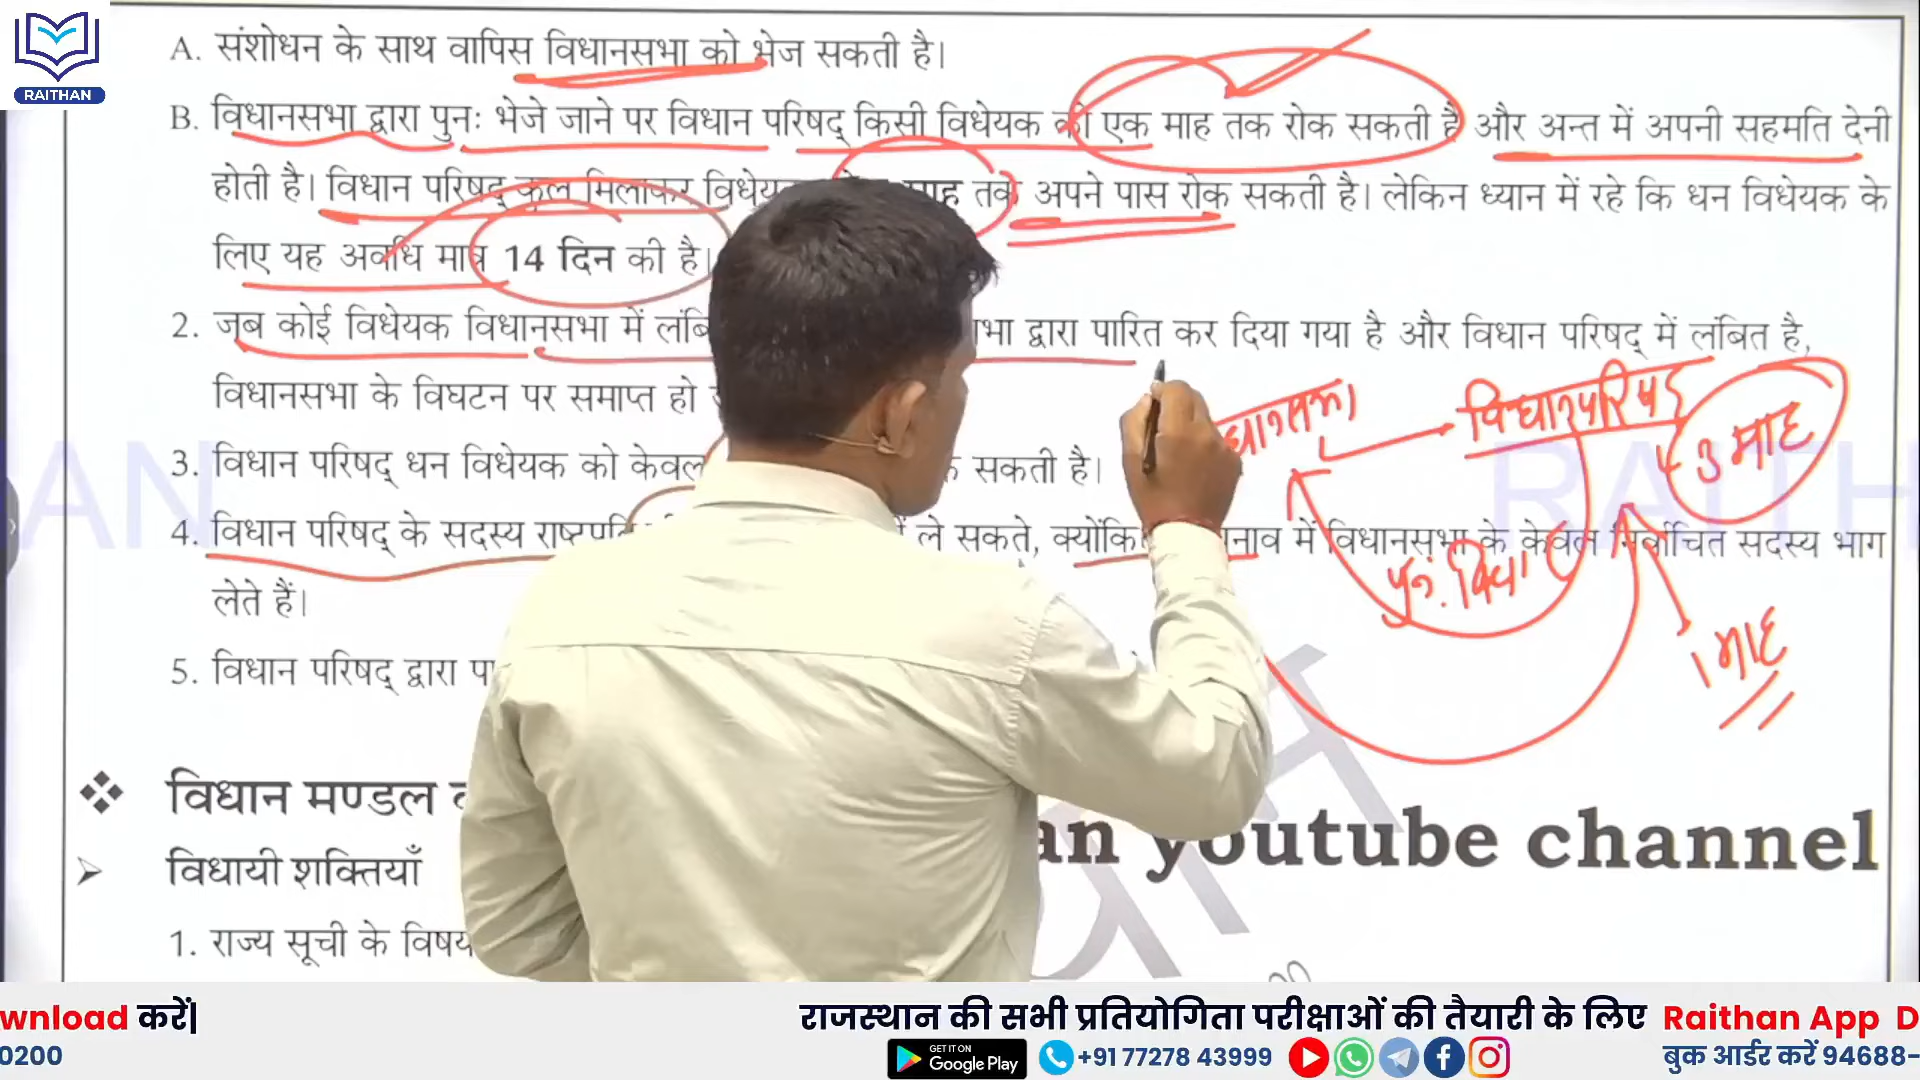 RAITHAN
A. संशोधन के साथ वापिस विधानसभा को भेज सकती है।
B. विधानसभा द्वारा पुनः भेजे जाने पर विधान परिषद् किसी विधेयक को एक माह तक रोक सकती है और अन्त में अपनी सहमति देनी
होती है। विधान परिषद् कुल मिलाकर माह तक अपने पास रोक सकती है। लेकिन ध्यान में रहे कि धन विधेयक के
लिए यह अवधि मात्र 14 दिन की है।
2. जब कोई विधेयक विधानसभा में द्वारा पारित कर दिया गया है और विधान परिषद् में लंबित है,
विधानसभा के विघटन पर समाप्त हो
विधानपरिषद्
3 माह
3. विधान परिषद् धन विधेयक को केवल सकती है।
4. विधान परिषद् के सदस्य ले सकते, में विधानसभा के केवल निर्वाचित सदस्य भाग
लेते हैं।
1 माह
5. विधान परिषद् द्वारा
विधान मण्डल
youtube channel
विधायी शक्तियाँ
1. राज्य सूची के
करें|
राजस्थान की सभी प्रतियोगिता परीक्षाओं की तैयारी के लिए Raithan App
0200
GET IT ON Google Play
+91 77278 43999
बुक आर्डर करें 94688-